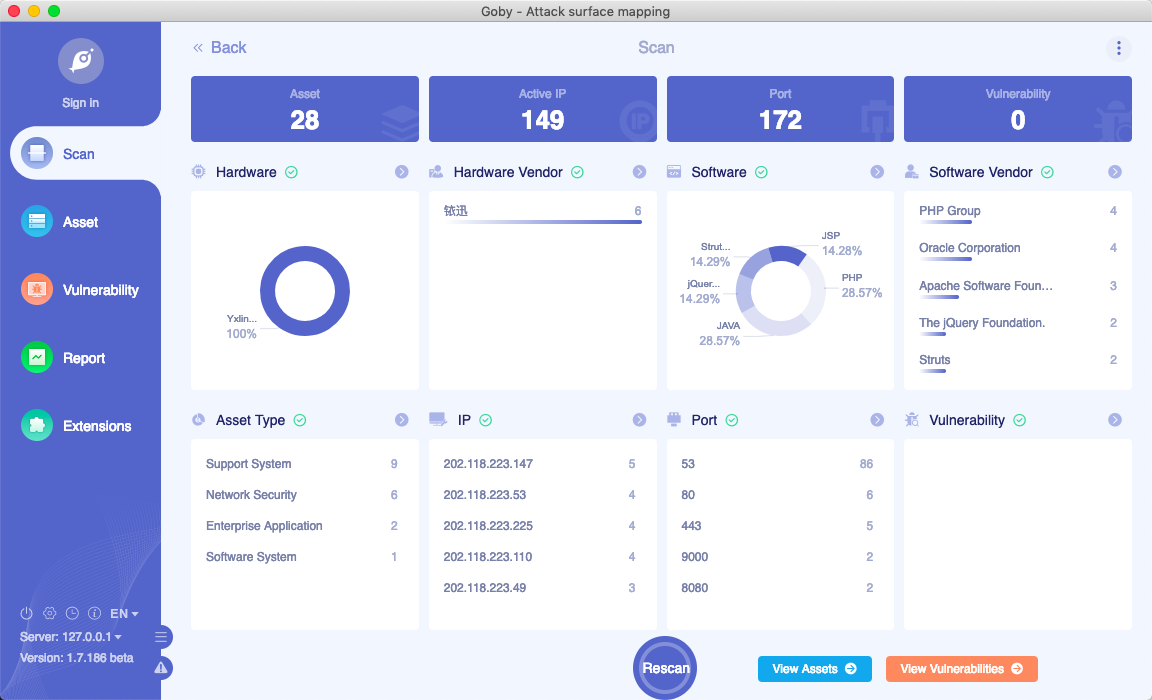 Goby - Attack surface mapping
Sign in
Scan
Asset
Vulnerability
Report
Extensions
EN
Server: 127.0.0.1
Version: 1.7.186 beta
« Back
Scan
Asset
28
Active IP
149
IP
Port
172
Vulnerability
0
Hardware
Yxlin...
100%
Hardware Vendor
铱迅 6
Software
JSP
14.28%
Strut...
14.29%
PHP
28.57%
jQuer...
14.29%
JAVA
28.57%
Software Vendor
PHP Group 4
Oracle Corporation 4
Apache Software Foun... 3
The jQuery Foundation. 2
Struts 2
Asset Type
Support System 9
Network Security 6
Enterprise Application 2
Software System 1
IP
202.118.223.147 5
202.118.223.53 4
202.118.223.225 4
202.118.223.110 4
202.118.223.49 3
Port
53 86
80 6
443 5
9000 2
8080 2
Vulnerability
Rescan
View Assets
View Vulnerabilities